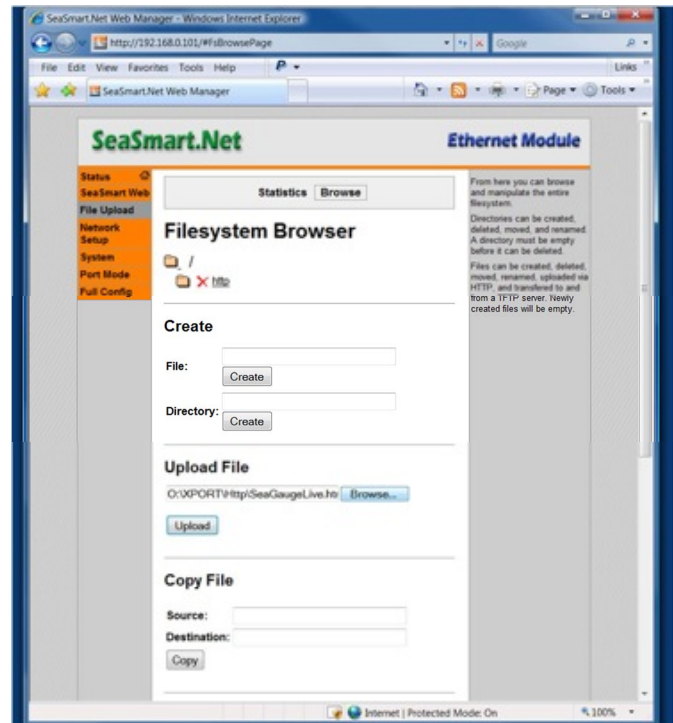 SeaSmart.Net Web Manager - Windows Internet Explorer
http://192.168.0.101/#FsBrowsePage
Google
File Edit View Favorites Tools Help
Links
SeaSmart.Net Web Manager
Page Tools
SeaSmart.Net
Ethernet Module
Status
SeaSmart Web
File Upload
Network
Setup
System
Port Mode
Full Config
Statistics Browse
Filesystem Browser
/
http
Create
File:
Create
Directory:
Create
Upload File
O:\XPORT\Http\SeaGaugeLive.ht Browse...
Upload
Copy File
Source:
Destination:
Copy
From here you can browse
and manipulate the entire
filesystem.
Directories can be created,
deleted, moved, and renamed.
A directory must be empty
before it can be deleted.
Files can be created, deleted,
moved, renamed, uploaded via
HTTP, and transfered to and
from a TFTP server. Newly
created files will be empty.
Internet | Protected Mode: On
100%